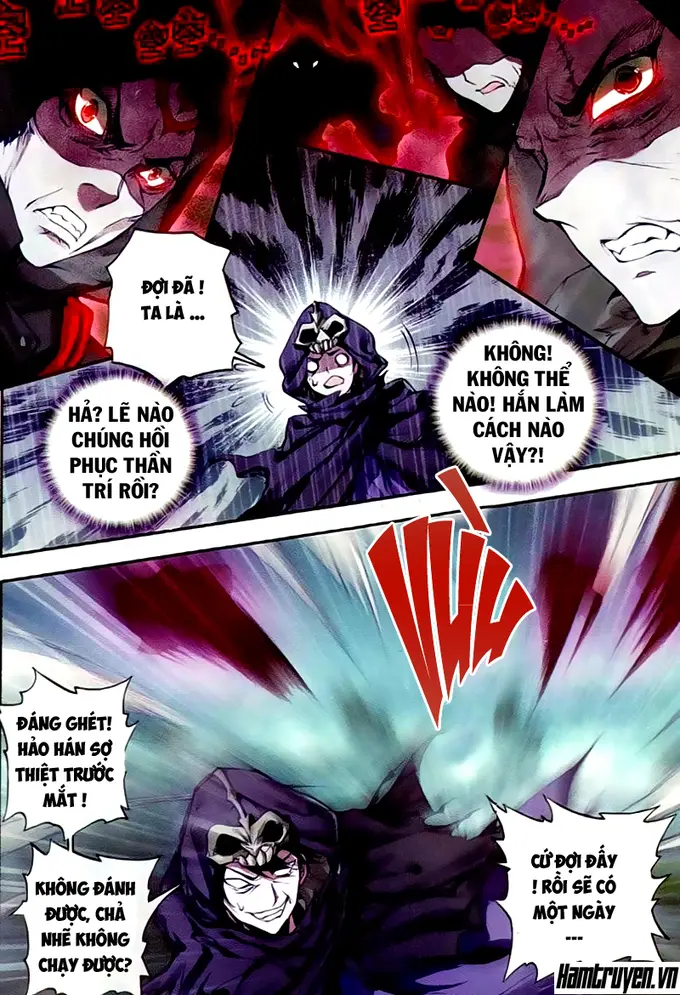 ĐỢI ĐÃ !
TA LÀ ...
KHÔNG!
KHÔNG THỂ
NÀO! HẮN LÀM
CÁCH NÀO
VẬY?!
HẢ? LẼ NÀO
CHÚNG HỒI
PHỤC THẦN
TRÍ RỒI?
VÙÙ
ĐÁNG GHÉT!
HẢO HÁN SỢ
THIỆT TRƯỚC
MẮT !
KHÔNG ĐÁNH
ĐƯỢC, CHẢ
NHẼ KHÔNG
CHẠY ĐƯỢC?
CỨ ĐỢI ĐẤY
! RỒI SẼ CÓ
MỘT NGÀY
---
Hamtruyen.vn